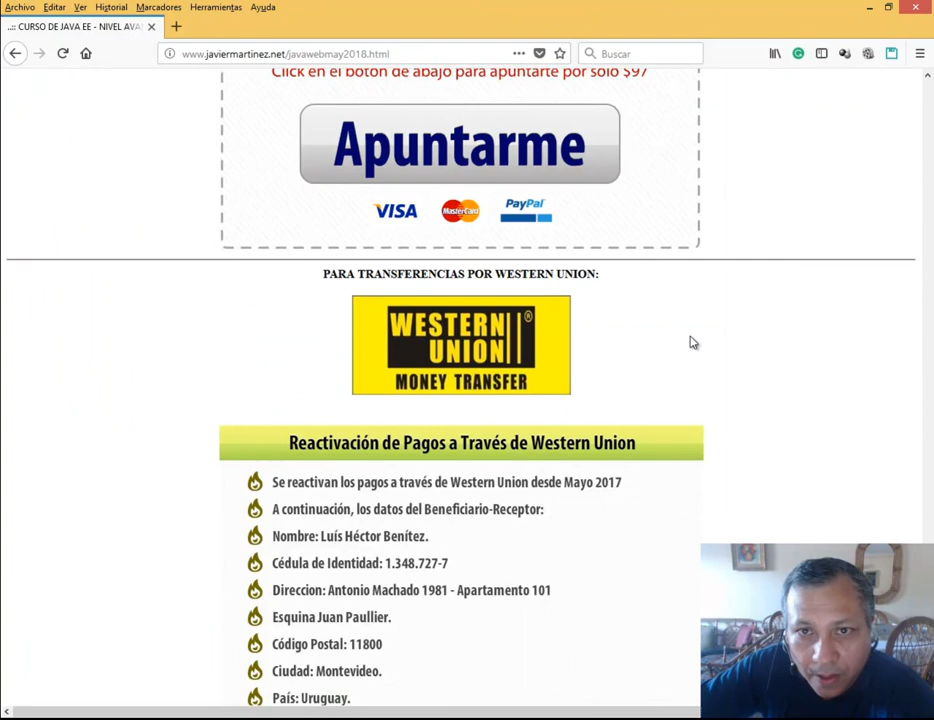 Archivo Editar Ver Historial Marcadores Herramientas Ayuda
..:: CURSO DE JAVA EE - NIVEL AVA
www.javiermartinez.net/javawebmay2018.html
Buscar
Click en el botón de abajo para apuntarte por solo $97
Apuntarme
VISA MasterCard PayPal
PARA TRANSFERENCIAS POR WESTERN UNION:
WESTERN
UNION ®
MONEY TRANSFER
Reactivación de Pagos a Través de Western Union
Se reactivan los pagos a través de Western Union desde Mayo 2017
A continuación, los datos del Beneficiario-Receptor:
Nombre: Luís Héctor Benítez.
Cédula de Identidad: 1.348.727-7
Direccion: Antonio Machado 1981 - Apartamento 101
Esquina Juan Paullier.
Código Postal: 11800
Ciudad: Montevideo.
País: Uruguay.